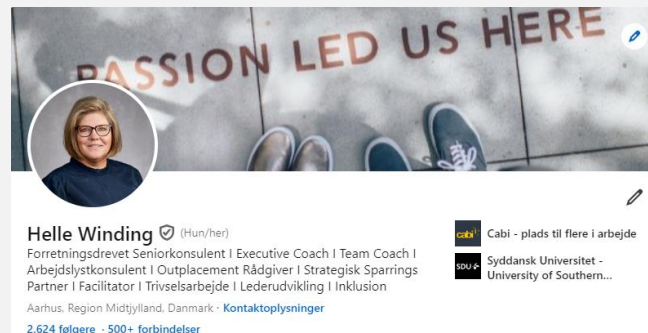 PASSION LED US HERE
Helle Winding (Hun/her)
Forretningsdrevet Seniorkonsulent I Executive Coach I Team Coach I
Arbejdslystkonsulent I Outplacement Rådgiver I Strategisk Sparrings
Partner I Facilitator I Trivselsarbejde I Lederudvikling I Inklusion
Aarhus, Region Midtjylland, Danmark · Kontaktoplysninger
2.624 følgere · 500+ forbindelser
cabi
Cabi - plads til flere i arbejde
SDU
Syddansk Universitet -
University of Southern...